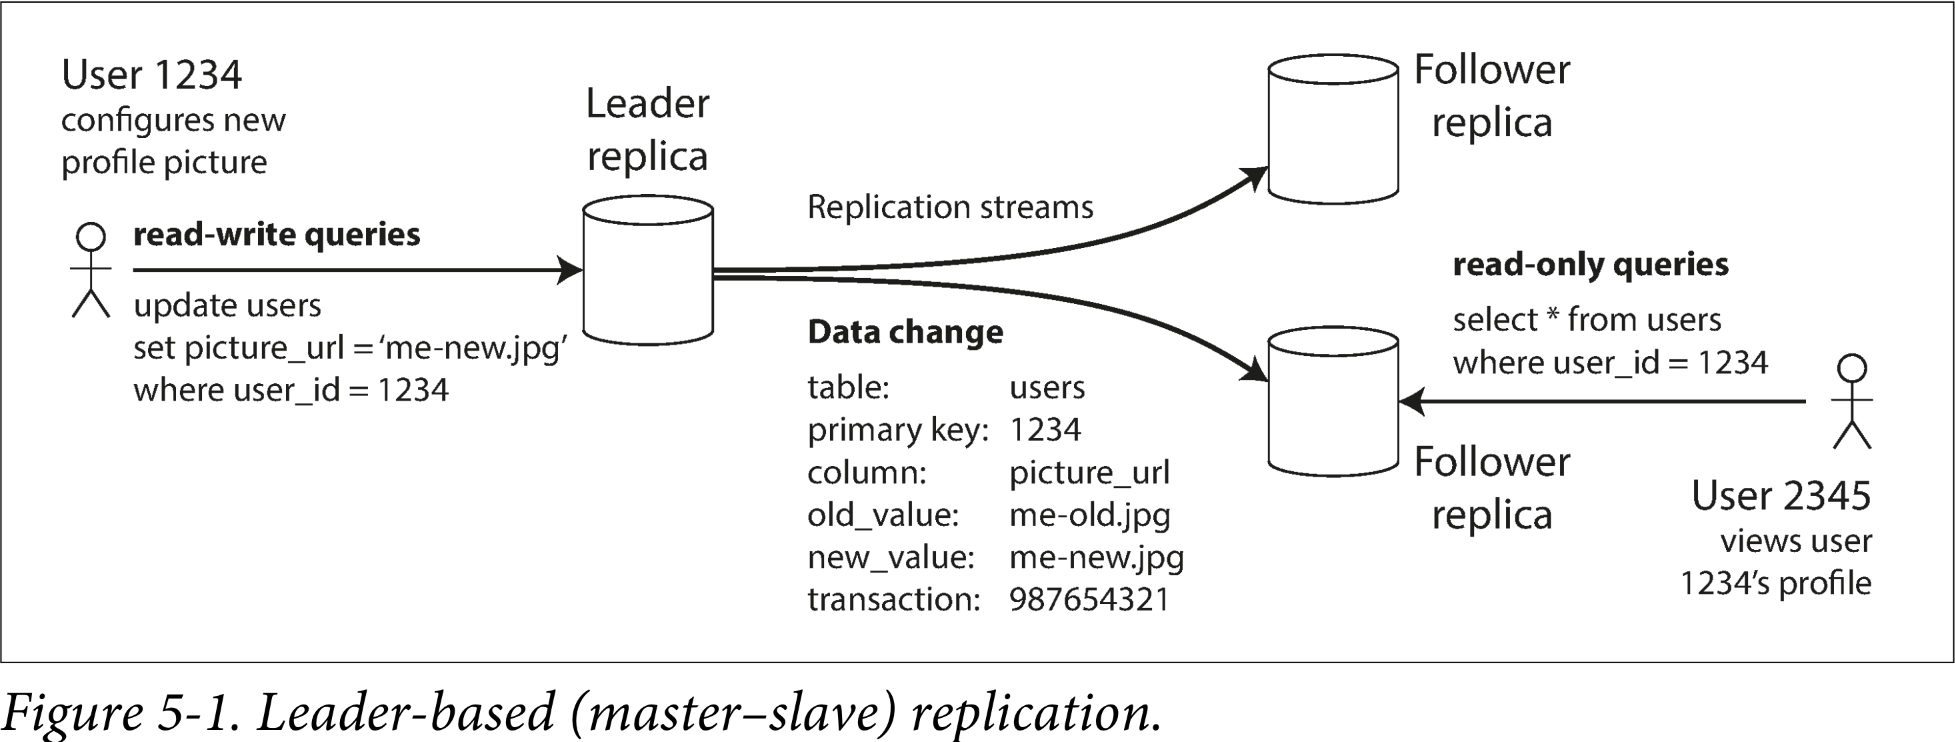 User 1234
configures new
profile picture
read-write queries
update users
set picture_url = ‘me-new.jpg’
where user_id = 1234
Leader
replica
Replication streams
Data change
table: users
primary key: 1234
column: picture_url
old_value: me-old.jpg
new_value: me-new.jpg
transaction: 987654321
Follower
replica
read-only queries
select * from users
where user_id = 1234
Follower
replica
User 2345
views user
1234’s profile
Figure 5-1. Leader-based (master–slave) replication.